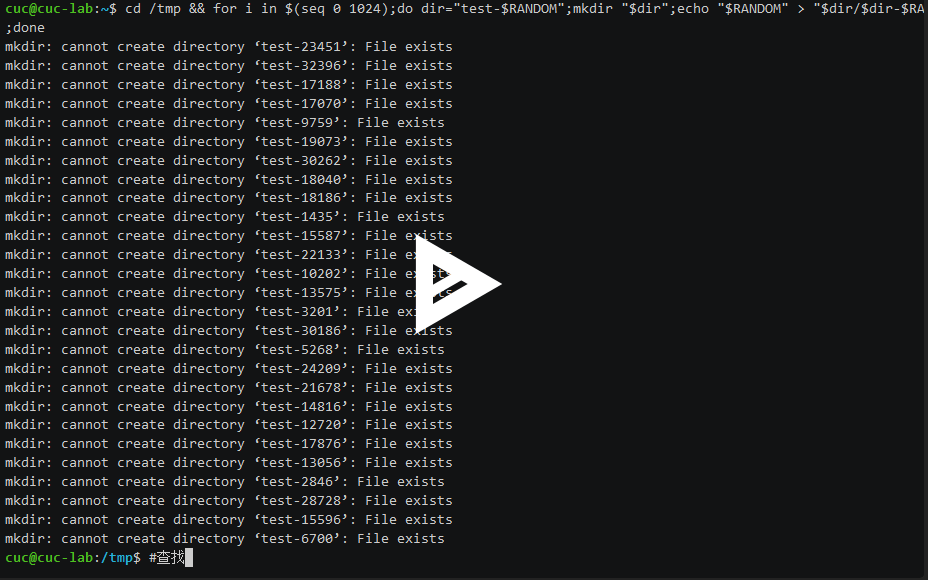 cuc@cuc-lab:~$ cd /tmp && for i in $(seq 0 1024);do dir="test-$RANDOM";mkdir "$dir";echo "$RANDOM" > "$dir/$dir-$RA
;done
mkdir: cannot create directory ‘test-23451’: File exists
mkdir: cannot create directory ‘test-32396’: File exists
mkdir: cannot create directory ‘test-17188’: File exists
mkdir: cannot create directory ‘test-17070’: File exists
mkdir: cannot create directory ‘test-9759’: File exists
mkdir: cannot create directory ‘test-19073’: File exists
mkdir: cannot create directory ‘test-30262’: File exists
mkdir: cannot create directory ‘test-18040’: File exists
mkdir: cannot create directory ‘test-18186’: File exists
mkdir: cannot create directory ‘test-1435’: File exists
mkdir: cannot create directory ‘test-15587’: File exists
mkdir: cannot create directory ‘test-22133’: File
mkdir: cannot create directory ‘test-10202’: File
mkdir: cannot create directory ‘test-13575’: File
mkdir: cannot create directory ‘test-3201’: File
mkdir: cannot create directory ‘test-30186’: File exists
mkdir: cannot create directory ‘test-5268’: File exists
mkdir: cannot create directory ‘test-24209’: File exists
mkdir: cannot create directory ‘test-21678’: File exists
mkdir: cannot create directory ‘test-14816’: File exists
mkdir: cannot create directory ‘test-12720’: File exists
mkdir: cannot create directory ‘test-17876’: File exists
mkdir: cannot create directory ‘test-13056’: File exists
mkdir: cannot create directory ‘test-2846’: File exists
mkdir: cannot create directory ‘test-28728’: File exists
mkdir: cannot create directory ‘test-15596’: File exists
mkdir: cannot create directory ‘test-6700’: File exists
cuc@cuc-lab:/tmp$ #查找